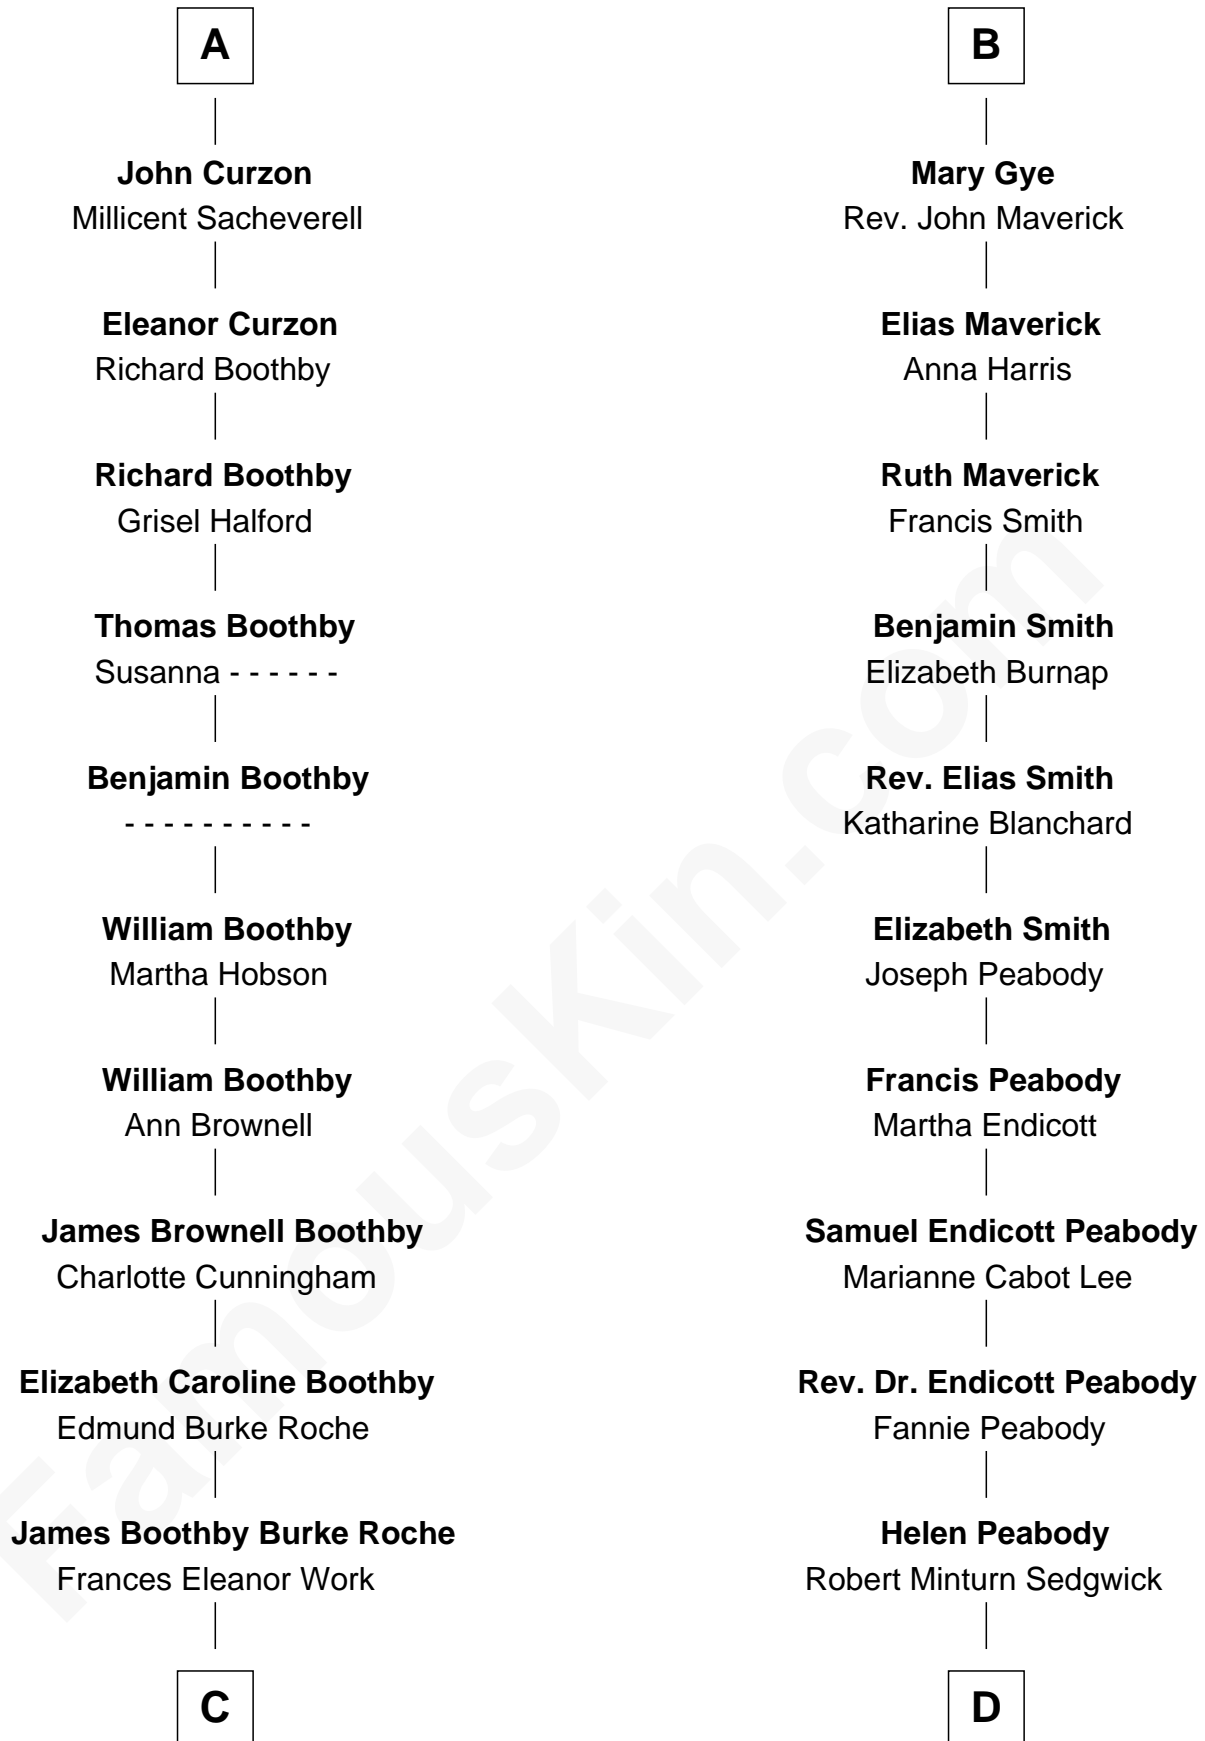 A
John Curzon
Millicent Sacheverell
Eleanor Curzon
Richard Boothby
Richard Boothby
Grisel Halford
Thomas Boothby
Susanna - - - - - -
Benjamin Boothby
- - - - - - - - - -
William Boothby
Martha Hobson
William Boothby
Ann Brownell
James Brownell Boothby
Charlotte Cunningham
Elizabeth Caroline Boothby
Edmund Burke Roche
James Boothby Burke Roche
Frances Eleanor Work
C
B
Mary Gye
Rev. John Maverick
Elias Maverick
Anna Harris
Ruth Maverick
Francis Smith
Benjamin Smith
Elizabeth Burnap
Rev. Elias Smith
Katharine Blanchard
Elizabeth Smith
Joseph Peabody
Francis Peabody
Martha Endicott
Samuel Endicott Peabody
Marianne Cabot Lee
Rev. Dr. Endicott Peabody
Fannie Peabody
Helen Peabody
Robert Minturn Sedgwick
D
FamousKin.com